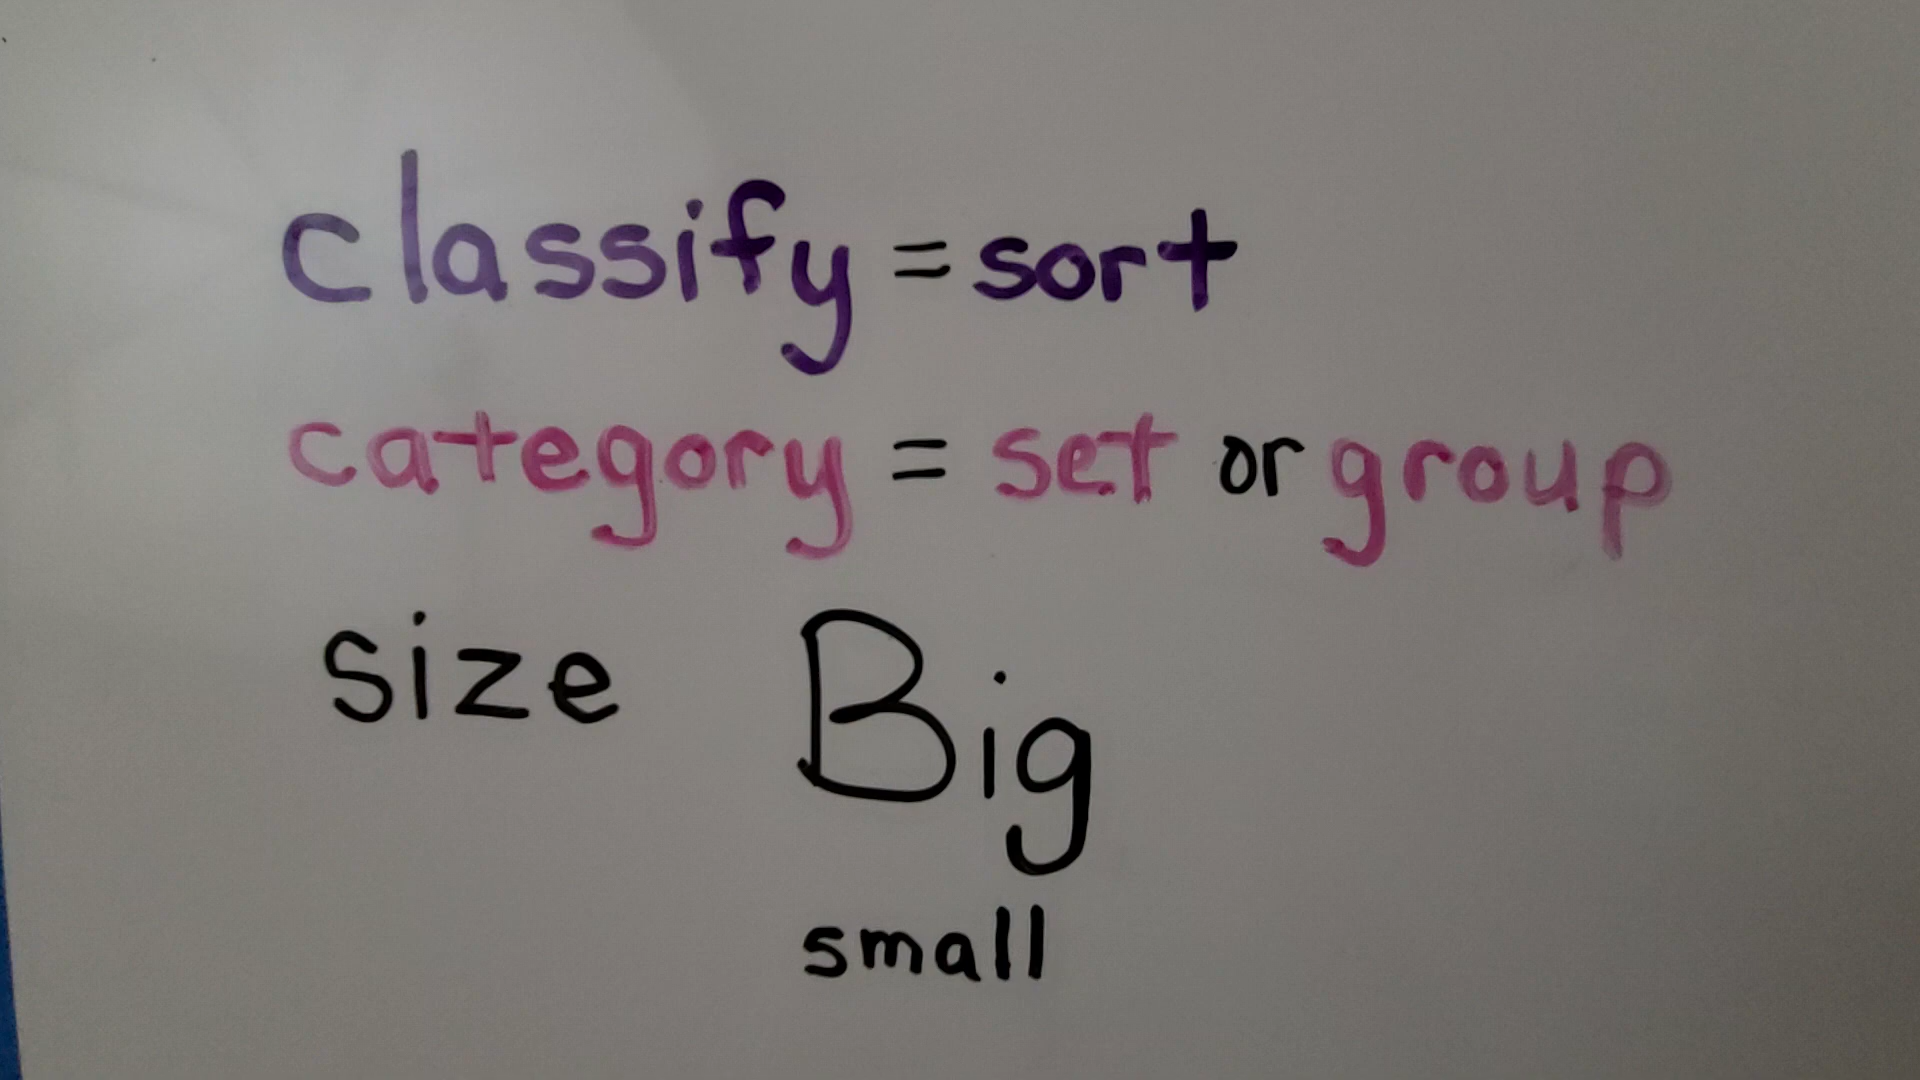 classify = sort
category = set or group
size Big
small